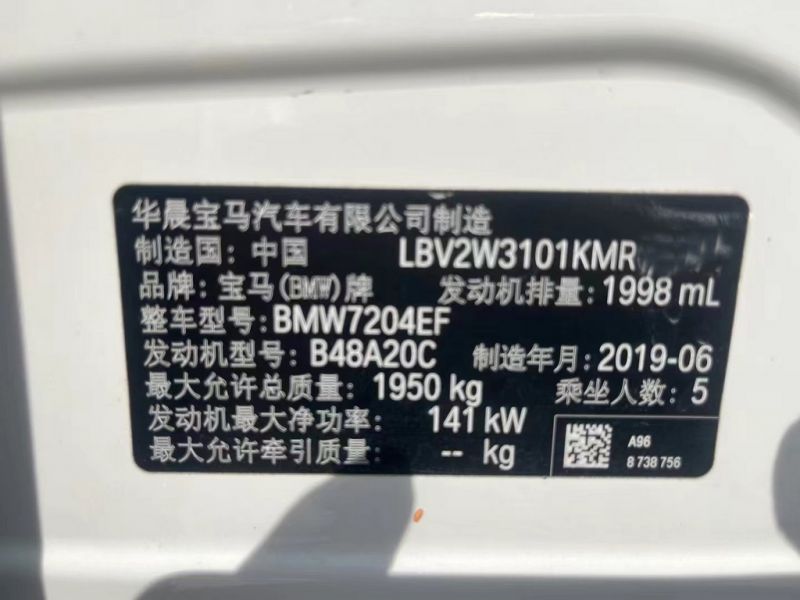 华晨宝马汽车有限公司制造
制造国: 中国 LBV2W3101KMR
品牌: 宝马(BMW)牌 发动机排量: 1998 mL
整车型号: BMW7204EF
发动机型号: B48A20C 制造年月: 2019-06
最大允许总质量: 1950 kg 乘坐人数: 5
发动机最大净功率: 141 kW
最大允许牵引质量: -- kg
A96
8 738 756